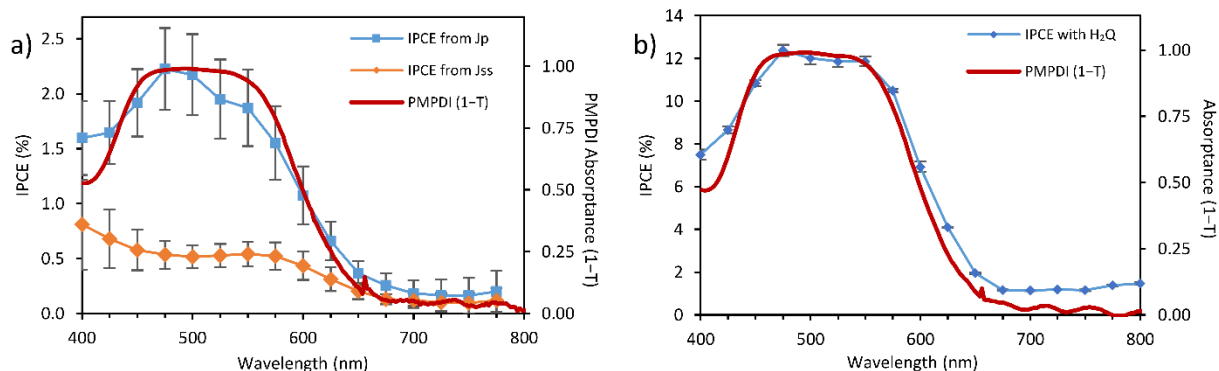 a)
IPCE (%)
2.5
2.0
1.5
1.0
0.5
0.0
400
500
600
700
800
Wavelength (nm)
1.00
0.75
0.50
0.25
0.00
PMPDI Absorptance (1−T)
IPCE from Jp
IPCE from Jss
PMPDI (1−T)
b)
IPCE (%)
14
12
10
8
6
4
2
0
400
500
600
700
800
Wavelength (nm)
1.00
0.75
0.50
0.25
0.00
Absorptance (1−T)
IPCE with H₂Q
PMPDI (1−T)